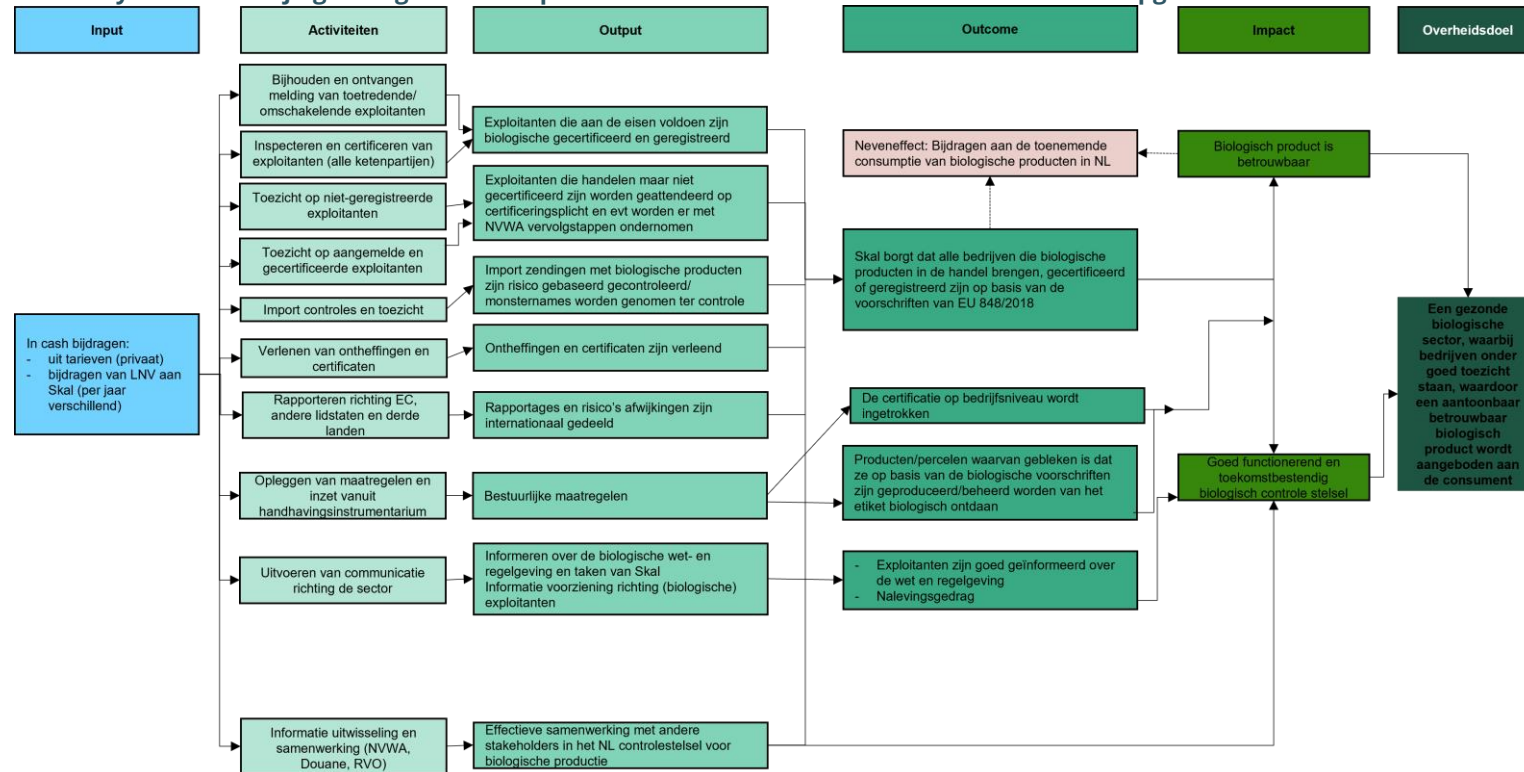 Input
Activiteiten
Output
Outcome
Impact
Overheidsdoel
In cash bijdragen:
- uit tarieven (privaat)
- bijdragen van LNV aan
Skal (per jaar
verschillend)
Bijhouden en ontvangen
melding van toetredende/
omschakelende exploitanten
Inspecteren en certificeren van
exploitanten (alle ketenpartijen)
Toezicht op niet-geregistreerde
exploitanten
Toezicht op aangemelde en
gecertificeerde exploitanten
Import controles en toezicht
Verlenen van ontheffingen en
certificaten
Rapporteren richting EC,
andere lidstaten en derde
landen
Opleggen van maatregelen en
inzet vanuit
handhavingsinstrumentarium
Uitvoeren van communicatie
richting de sector
Informatie uitwisseling en
samenwerking (NVWA,
Douane, RVO)
Exploitanten die aan de eisen voldoen zijn
biologische gecertificeerd en geregistreerd
Exploitanten die handelen maar niet
gecertificeerd zijn worden geattendeerd op
certificeringsplicht en evt worden er met
NVWA vervolgstappen ondernomen
Import zendingen met biologische producten
zijn risico gebaseerd gecontroleerd/
monsternames worden genomen ter controle
Ontheffingen en certificaten zijn verleend
Rapportages en risico's afwijkingen zijn
internationaal gedeeld
Bestuurlijke maatregelen
Informeren over de biologische wet- en
regelgeving en taken van Skal
Informatie voorziening richting (biologische)
exploitanten
Effectieve samenwerking met andere
stakeholders in het NL controlestelsel voor
biologische productie
Neveneffect: Bijdragen aan de toenemende
consumptie van biologische producten in NL
Skal borgt dat alle bedrijven die biologische
producten in de handel brengen, gecertificeerd
of geregistreerd zijn op basis van de
voorschriften van EU 848/2018
De certificatie op bedrijfsniveau wordt
ingetrokken
Producten/percelen waarvan gebleken is dat
ze op basis van de biologische voorschriften
zijn geproduceerd/beheerd worden van het
etiket biologisch ontdaan
- Exploitanten zijn goed geïnformeerd over
de wet en regelgeving
- Nalevingsgedrag
Biologisch product is
betrouwbaar
Goed functionerend en
toekomstbestendig
biologisch controle stelsel
Een gezonde
biologische
sector, waarbij
bedrijven onder
goed toezicht
staan, waardoor
een aantoonbaar
betrouwbaar
biologisch
product wordt
aangeboden aan
de consument